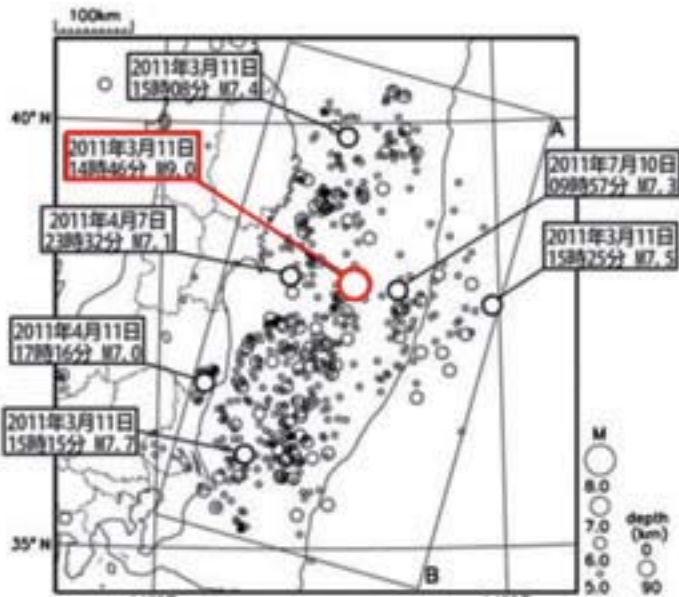 100km
2011年3月11日
15時08分 M7.4
40°N
A
2011年3月11日
14時46分 M9.0
2011年7月10日
09時57分 M7.3
2011年4月7日
23時32分 M7.1
2011年3月11日
15時25分 M7.5
2011年4月11日
17時16分 M7.0
2011年3月11日
15時15分 M7.7
M
8.0
7.0
6.0
5.0
depth
(km)
0
90
35°N
B